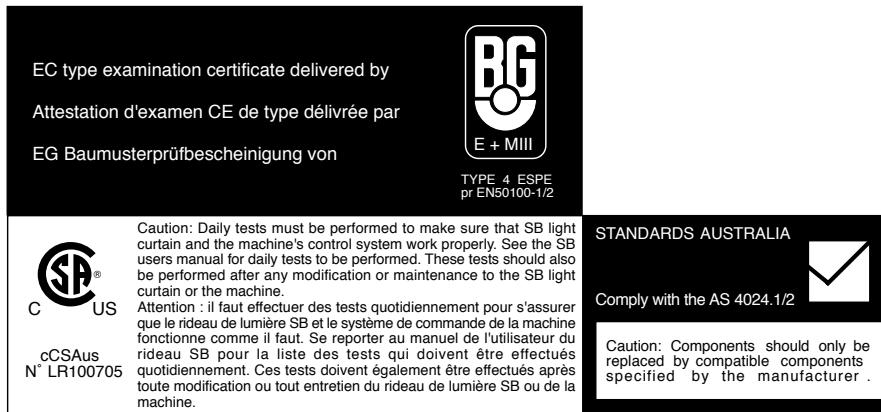 EC type examination certificate delivered by
Attestation d'examen CE de type délivrée par
EG Baumusterprüfbescheinigung von
BG
E + MIII
TYPE 4 ESPE
pr EN50100-1/2
SA ®
C US
cCSAus
N° LR100705
Caution: Daily tests must be performed to make sure that SB light
curtain and the machine's control system work properly. See the SB
users manual for daily tests to be performed. These tests should also
be performed after any modification or maintenance to the SB light
curtain or the machine.
Attention : il faut effectuer des tests quotidiennement pour s'assurer
que le rideau de lumière SB et le système de commande de la machine
fonctionne comme il faut. Se reporter au manuel de l'utilisateur du
rideau SB pour la liste des tests qui doivent être effectués
quotidiennement. Ces tests doivent également être effectués après
toute modification ou tout entretien du rideau de lumière SB ou de la
machine.
STANDARDS AUSTRALIA
Comply with the AS 4024.1/2
Caution: Components should only be
replaced by compatible components
specified by the manufacturer .